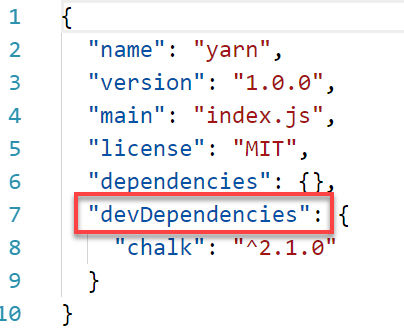 1 {
2 "name": "yarn",
3 "version": "1.0.0",
4 "main": "index.js",
5 "license": "MIT",
6 "dependencies": {},
7 "devDependencies": {
8 "chalk": "^2.1.0"
9 }
10 }